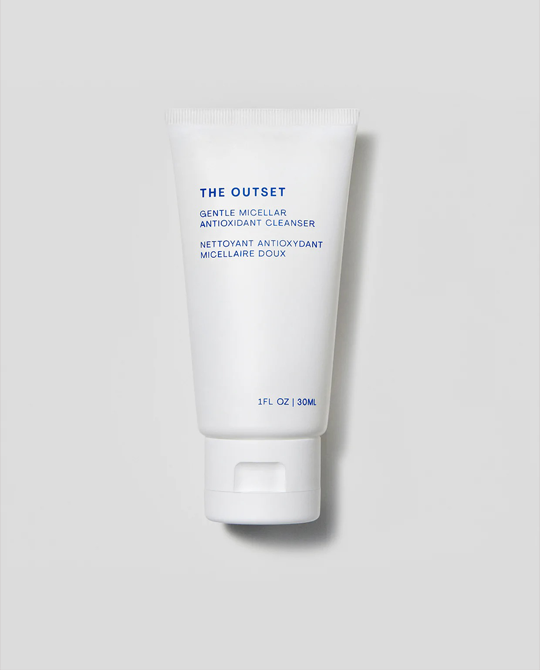 THE OUTSET
GENTLE MICELLAR
ANTIOXIDANT CLEANSER
NETTOYANT ANTIOXYDANT
MICELLAIRE DOUX
1FL OZ | 30ML